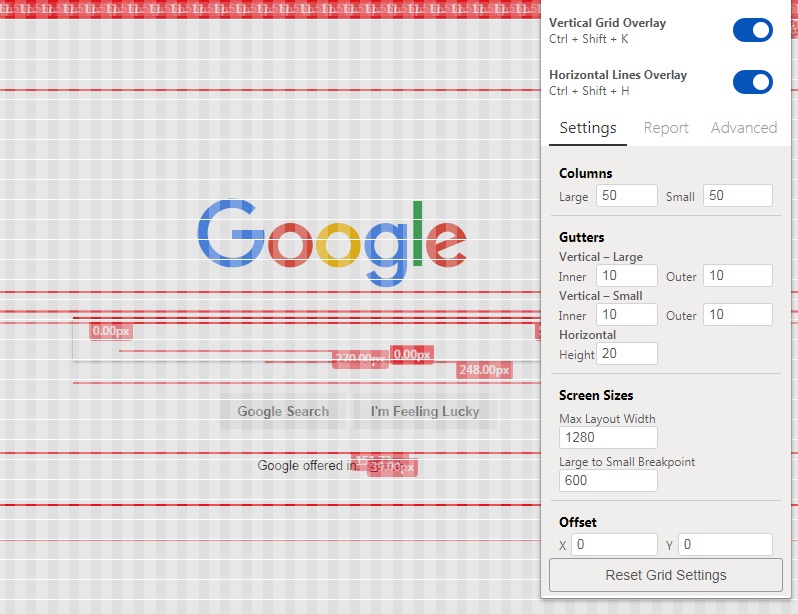 Vertical Grid Overlay
Ctrl + Shift + K
Horizontal Lines Overlay
Ctrl + Shift + H
Settings Report Advanced
Columns
Large 50 Small 50
Gutters
Vertical – Large
Inner 10 Outer 10
Vertical – Small
Inner 10 Outer 10
Horizontal
Height 20
Screen Sizes
Max Layout Width
1280
Large to Small Breakpoint
600
Offset
X 0 Y 0
Reset Grid Settings
Google
0.00px
270.00px 0.00px
248.00px
Google Search I'm Feeling Lucky
Google offered in:
39.00px